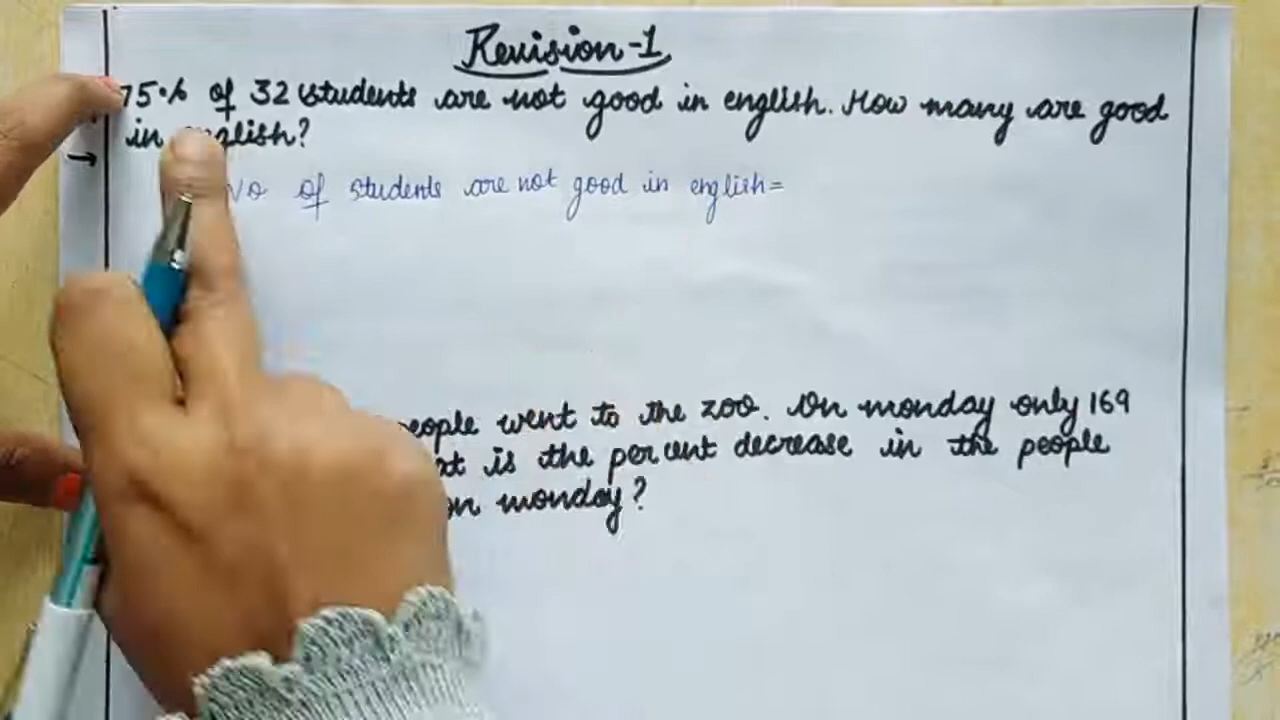 Revision-1
75% of 32 students are not good in english. How many are good
in english?
→
No of students are not good in english=
people went to the zoo. On monday only 169
is the percent decrease in the people
on monday?